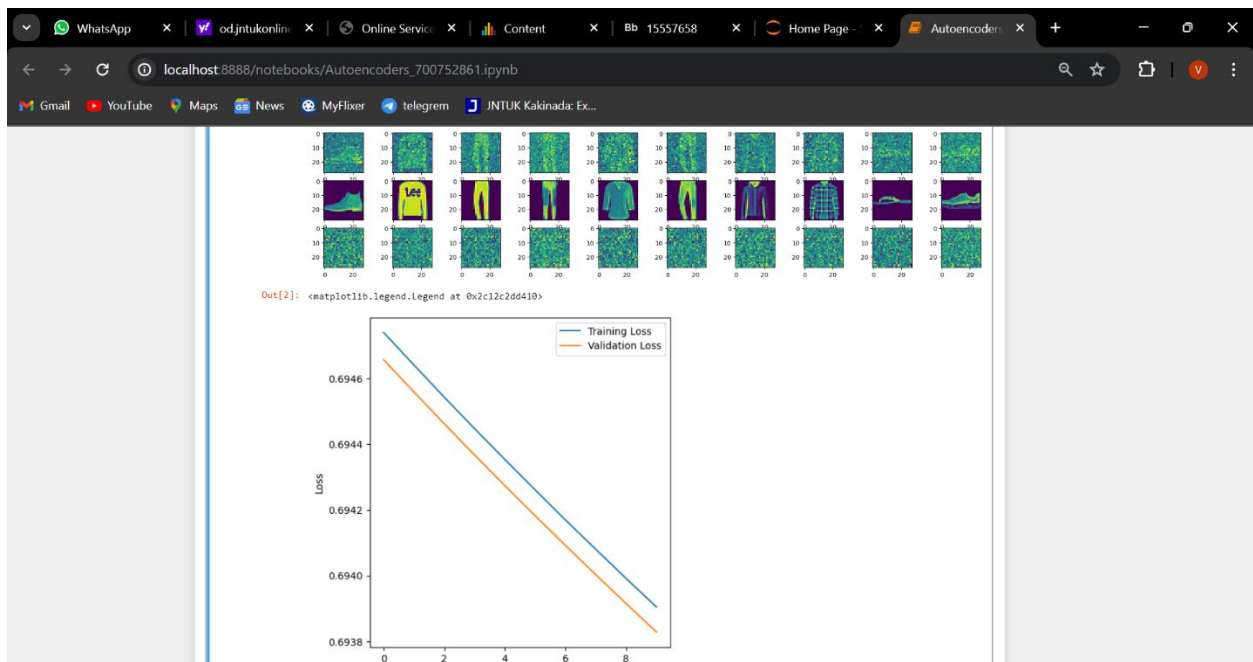 WhatsApp
od.jntukonline
Online Service
Content
Bb 15557658
Home Page -
Autoencoders
localhost:8888/notebooks/Autoencoders_700752861.ipynb
V
Gmail
YouTube
Maps
News
MyFlixer
telegrem
JNTUK Kakinada: Ex...
Lee
Out[2]: <matplotlib.legend.Legend at 0x2c12c2dd410>
Training Loss
Validation Loss
0.6946
0.6944
Loss
0.6942
0.6940
0.6938
0 2 4 6 8